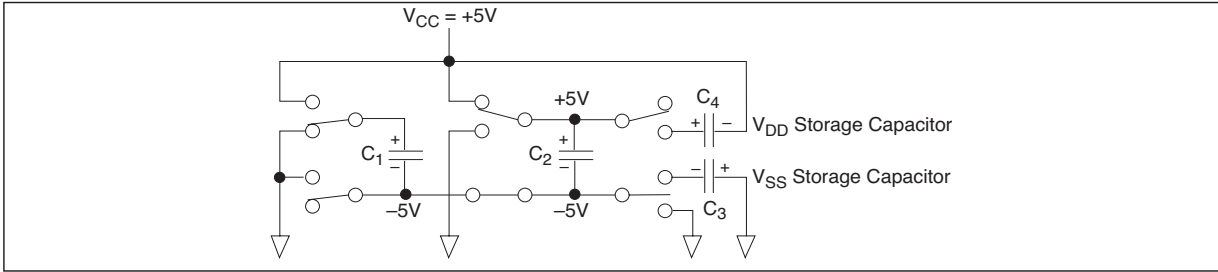 V_CC = +5V
+5V
C_4
+ −
V_DD Storage Capacitor
+
C_1
−
+
C_2
−
− +
V_SS Storage Capacitor
C_3
–5V
–5V